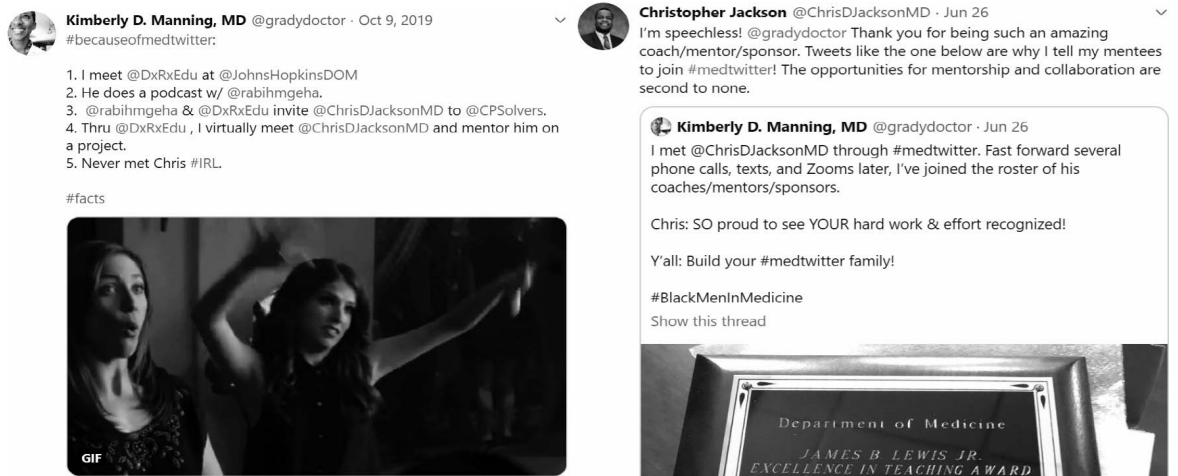 Kimberly D. Manning, MD @gradydoctor · Oct 9, 2019
#becauseofmedtwitter:
1. I meet @DxRxEdu at @JohnsHopkinsDOM
2. He does a podcast w/ @rabihmgeha.
3. @rabihmgeha & @DxRxEdu invite @ChrisDJacksonMD to @CPSolvers.
4. Thru @DxRxEdu , I virtually meet @ChrisDJacksonMD and mentor him on
a project.
5. Never met Chris #IRL.
#facts
GIF
Christopher Jackson @ChrisDJacksonMD · Jun 26
I'm speechless! @gradydoctor Thank you for being such an amazing
coach/mentor/sponsor. Tweets like the one below are why I tell my mentees
to join #medtwitter! The opportunities for mentorship and collaboration are
second to none.
Kimberly D. Manning, MD @gradydoctor · Jun 26
I met @ChrisDJacksonMD through #medtwitter. Fast forward several
phone calls, texts, and Zooms later, I've joined the roster of his
coaches/mentors/sponsors.
Chris: SO proud to see YOUR hard work & effort recognized!
Y'all: Build your #medtwitter family!
#BlackMenInMedicine
Show this thread
Department of Medicine
JAMES B LEWIS JR.
EXCELLENCE IN TEACHING AWARD